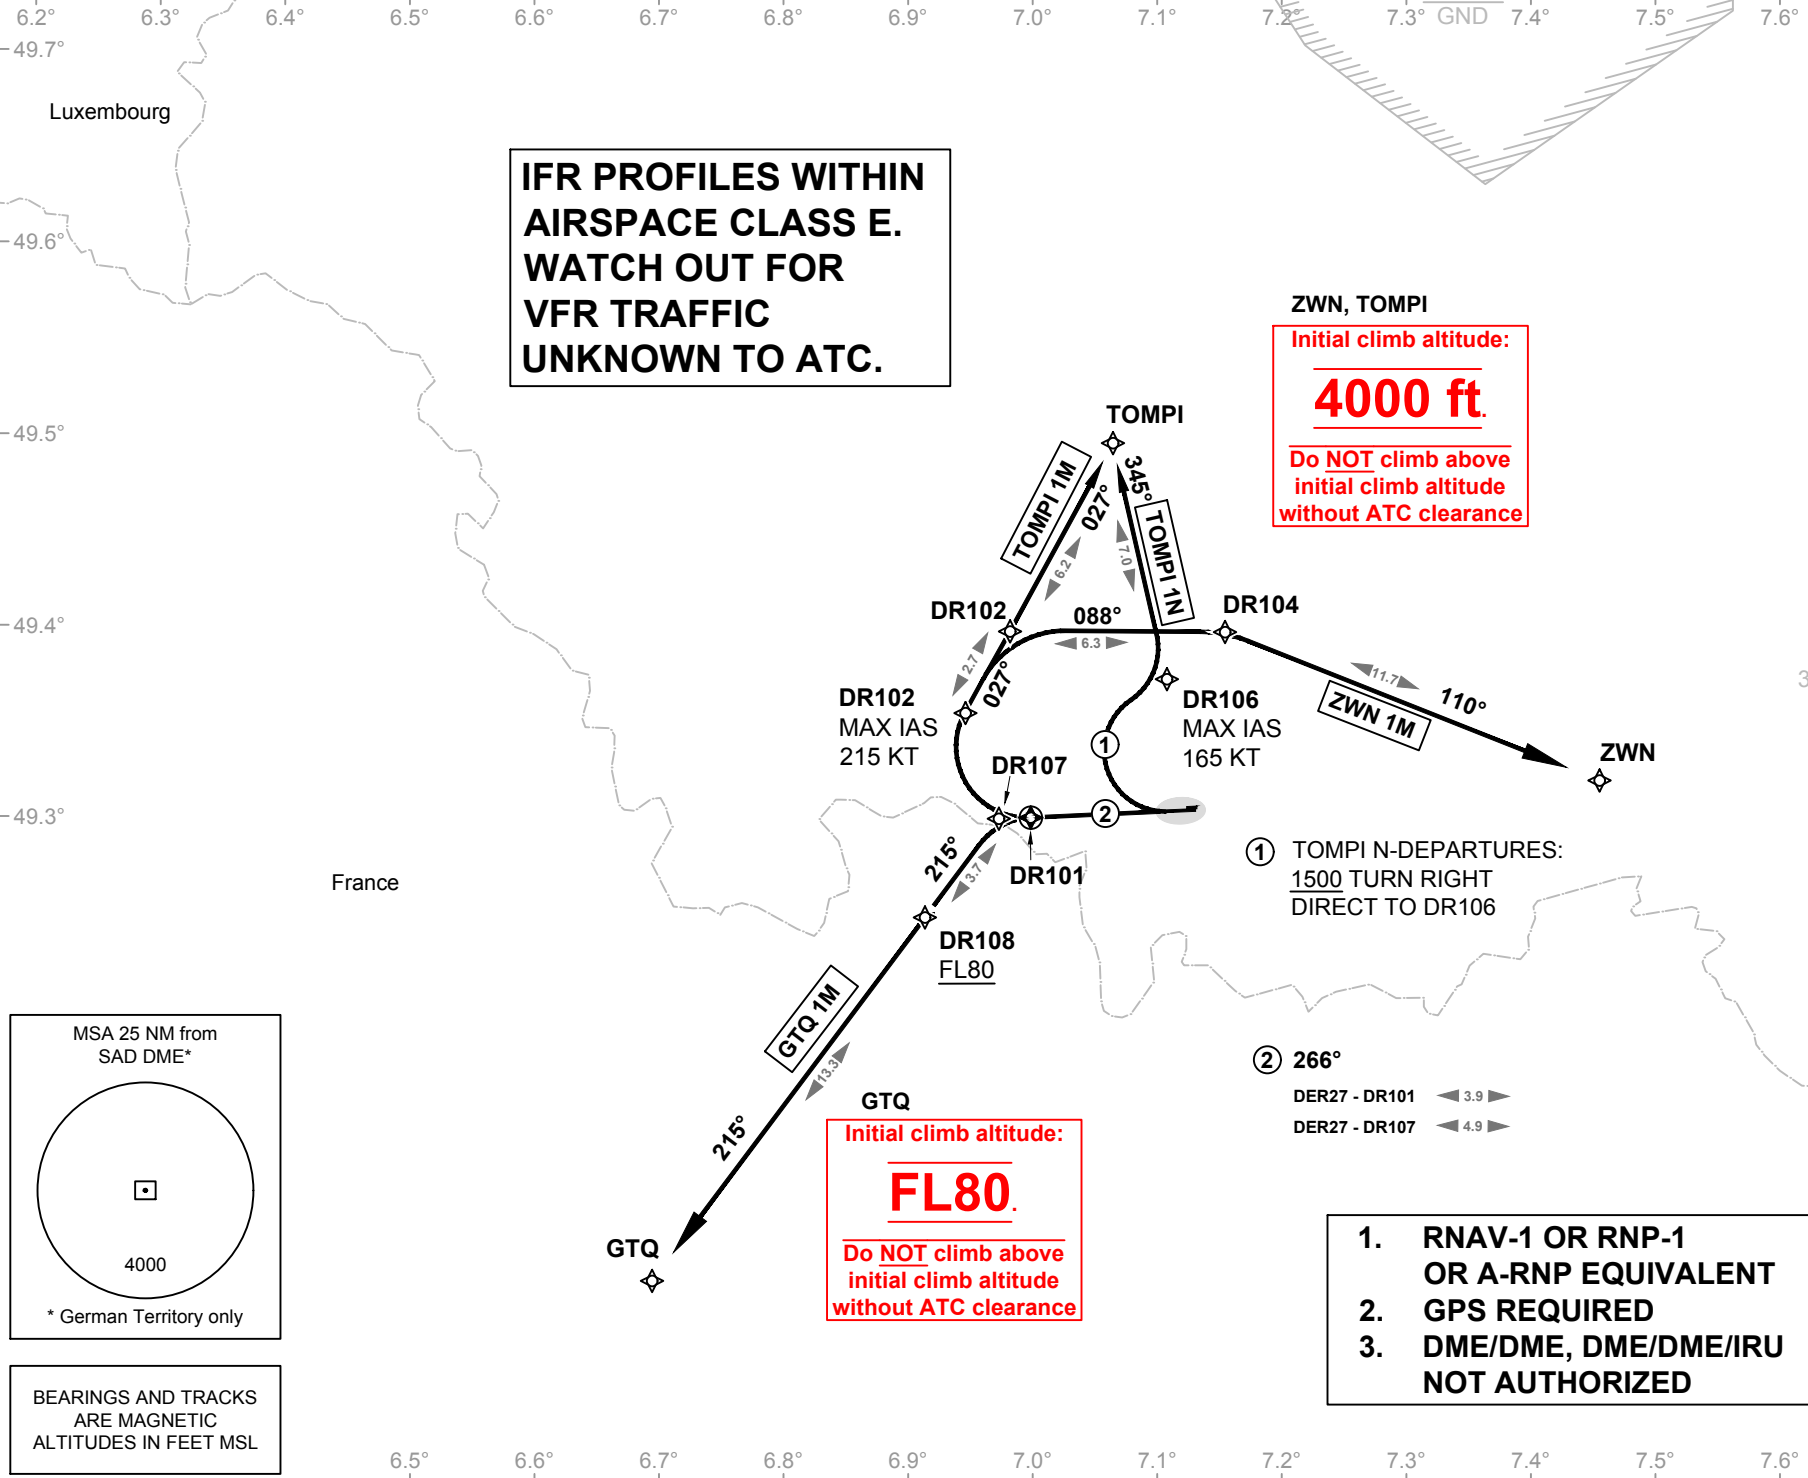 6.2° 6.3° 6.4° 6.5° 6.6° 6.7° 6.8° 6.9° 7.0° 7.1° 7.2° 7.3° 7.4° 7.5° 7.6°
GND
49.7°
Luxembourg
IFR PROFILES WITHIN
AIRSPACE CLASS E.
WATCH OUT FOR
VFR TRAFFIC
UNKNOWN TO ATC.
49.6°
ZWN, TOMPI
Initial climb altitude:
4000 ft.
Do NOT climb above
initial climb altitude
without ATC clearance
49.5°
TOMPI
TOMPI 1M
027°
6.2
345°
TOMPI 1N
7.0
49.4°
DR102
088°
6.3
DR104
2.7
027°
11.7
110°
ZWN 1M
3
DR102
MAX IAS
215 KT
DR106
MAX IAS
165 KT
1
ZWN
DR107
49.3°
2
215°
3.7
DR101
1 TOMPI N-DEPARTURES:
1500 TURN RIGHT
DIRECT TO DR106
France
DR108
FL80
GTQ 1M
13.3
215°
2 266°
DER27 - DR101 3.9
DER27 - DR107 4.9
MSA 25 NM from
SAD DME*
4000
* German Territory only
GTQ
Initial climb altitude:
FL80.
Do NOT climb above
initial climb altitude
without ATC clearance
GTQ
1. RNAV-1 OR RNP-1
OR A-RNP EQUIVALENT
2. GPS REQUIRED
3. DME/DME, DME/DME/IRU
NOT AUTHORIZED
BEARINGS AND TRACKS
ARE MAGNETIC
ALTITUDES IN FEET MSL
6.5° 6.6° 6.7° 6.8° 6.9° 7.0° 7.1° 7.2° 7.3° 7.4° 7.5° 7.6°